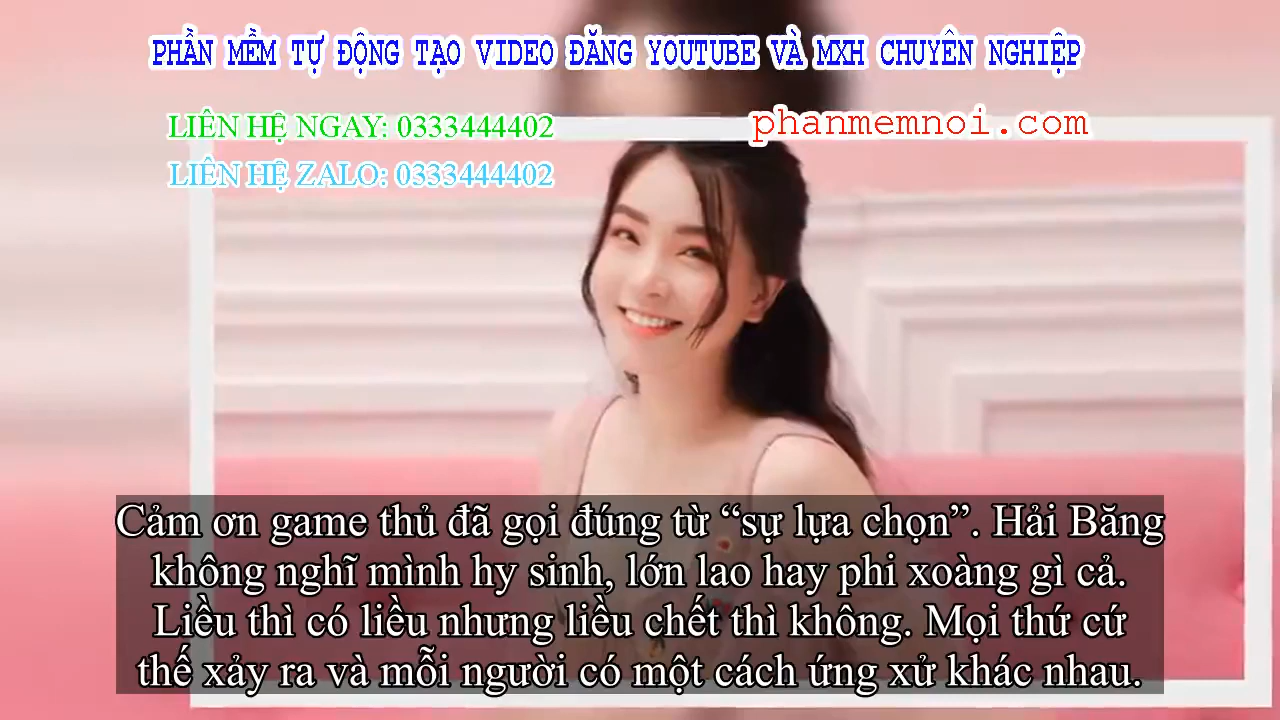 PHẦN MỀM TỰ ĐỘNG TẠO VIDEO ĐĂNG YOUTUBE VÀ MXH CHUYÊN NGHIỆP
LIÊN HỆ NGAY: 0333444402
phanmemnoi.com
LIÊN HỆ ZALO: 0333444402
Cảm ơn game thủ đã gọi đúng từ “sự lựa chọn”. Hải Băng
không nghĩ mình hy sinh, lớn lao hay phi xoàng gì cả.
Liều thì có liều nhưng liều chết thì không. Mọi thứ cứ
thế xảy ra và mỗi người có một cách ứng xử khác nhau.